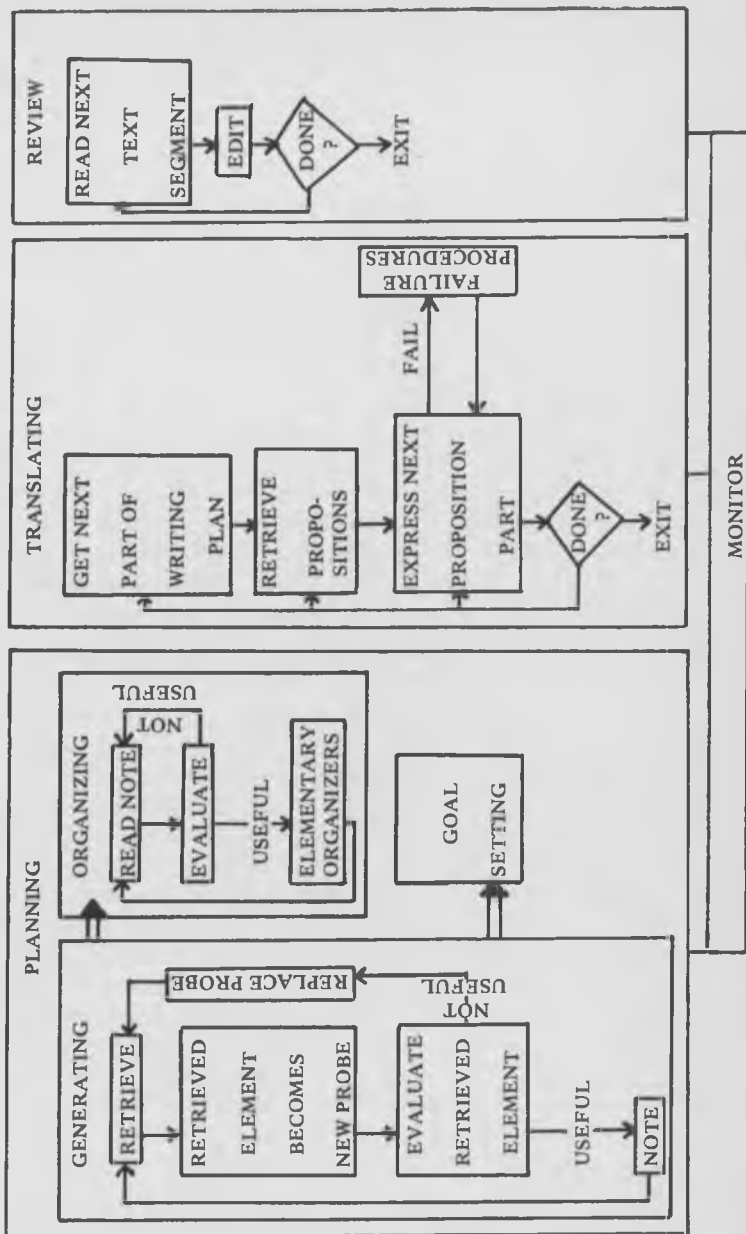 PLANNING
GENERATING
RETRIEVE
RETRIEVED
ELEMENT
BECOMES
NEW PROBE
EVALUATE
RETRIEVED
ELEMENT
USEFUL
NOTE
NOT
USEFUL
REPLACE PROBE
ORGANIZING
READ NOTE
EVALUATE
NOT
USEFUL
USEFUL
ELEMENTARY
ORGANIZERS
GOAL
SETTING
TRANSLATING
GET NEXT
PART OF
WRITING
PLAN
RETRIEVE
PROPO-
SITIONS
EXPRESS NEXT
PROPOSITION
PART
FAIL
FAILURE
PROCEDURES
DONE
?
EXIT
REVIEW
READ NEXT
TEXT
SEGMENT
EDIT
DONE
?
EXIT
MONITOR